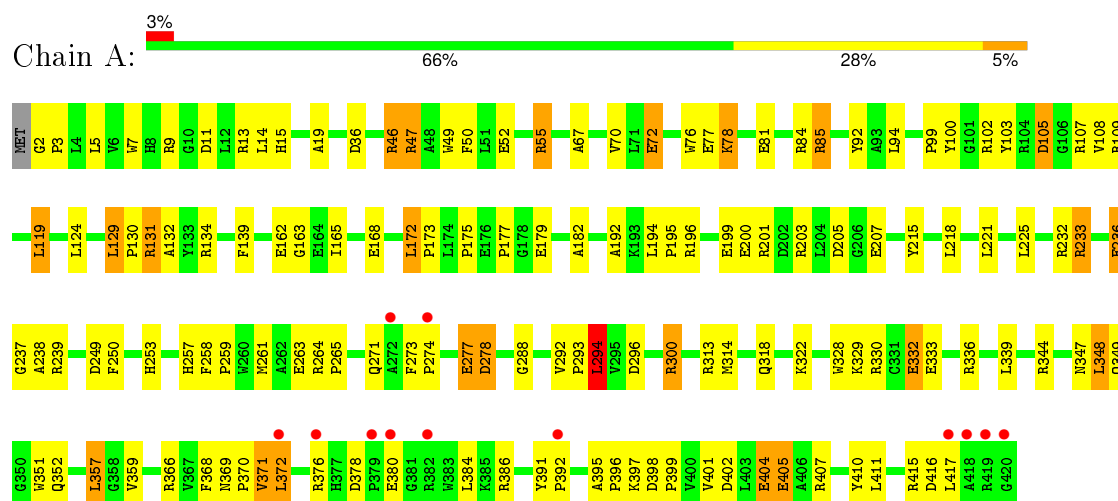 3%
Chain A:
66% 28% 5%
MET G2 P3 L4 L5 V6 W7 H8 R9 G10 D11 L12 R13 L14 H15 A19 D36 R46 R47 A48 W49 F50 L51 E52 R55 A67 V70 L71 E72 W76 E77 K78 E81 R84 R85 Y92 A93 L94 P99 Y100 G101 R102 Y103 R104 D105 G106 R107 V108 R109
L119 L124 L129 P130 R131 A132 Y133 R134 F139 E162 G163 E164 I165 E168 L172 P173 L174 P175 E176 P177 G178 E179 A182 A192 K193 L194 P195 R196 E199 E200 R201 D202 R203 L204 D205 G206 E207 Y215 L218 L221 L225 R232 R233
G237 A238 R239 D249 F250 H253 H257 F258 P259 W260 M261 A262 E263 R264 P265 Q271 A272 F273 P274 E277 D278 G288 V292 P293 L294 V295 D296 R300 R313 M314 Q318 K322 W328 K329 R330 C331 E332 E333 R336 L339 R344 N347 L348 Q349
G350 W351 Q352 L357 G358 V359 R366 V367 F368 N369 P370 V371 L372 R376 H377 D378 P379 E380 G381 R382 W383 L384 K385 R386 Y391 P392 A395 P396 K397 D398 P399 V400 V401 D402 L403 E404 E405 A406 R407 Y410 L411 R415 D416 L417 A418 R419 G420